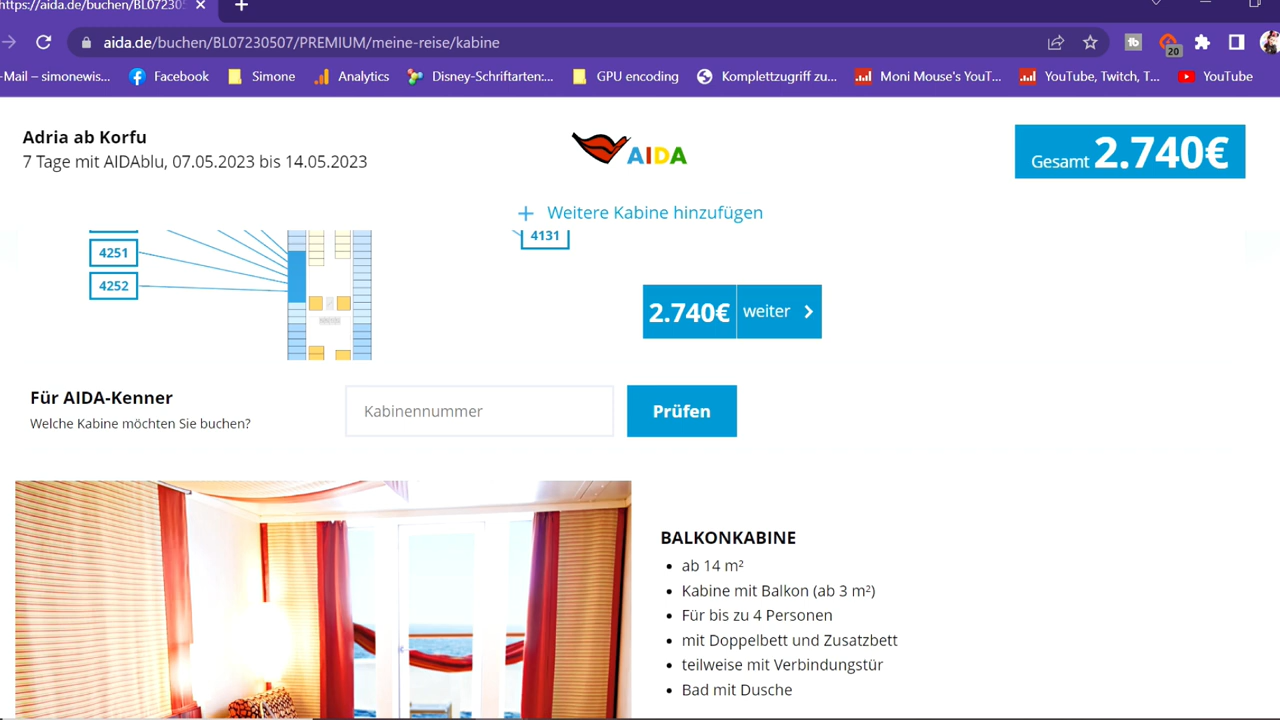 https://aida.de/buchen/BL07230
aida.de/buchen/BL07230507/PREMIUM/meine-reise/kabine
20
-Mail – simonewis...
Facebook
Simone
Analytics
Disney-Schriftarten:...
GPU encoding
Komplettzugriff zu...
Moni Mouse's YouT...
YouTube, Twitch, T...
YouTube
Adria ab Korfu
7 Tage mit AIDAblu, 07.05.2023 bis 14.05.2023
AIDA
Gesamt 2.740€
+ Weitere Kabine hinzufügen
4251
4131
4252
2.740€ weiter
Für AIDA-Kenner
Welche Kabine möchten Sie buchen?
Kabinennummer
Prüfen
BALKONKABINE
• ab 14 m²
• Kabine mit Balkon (ab 3 m²)
• Für bis zu 4 Personen
• mit Doppelbett und Zusatzbett
• teilweise mit Verbindungstür
• Bad mit Dusche